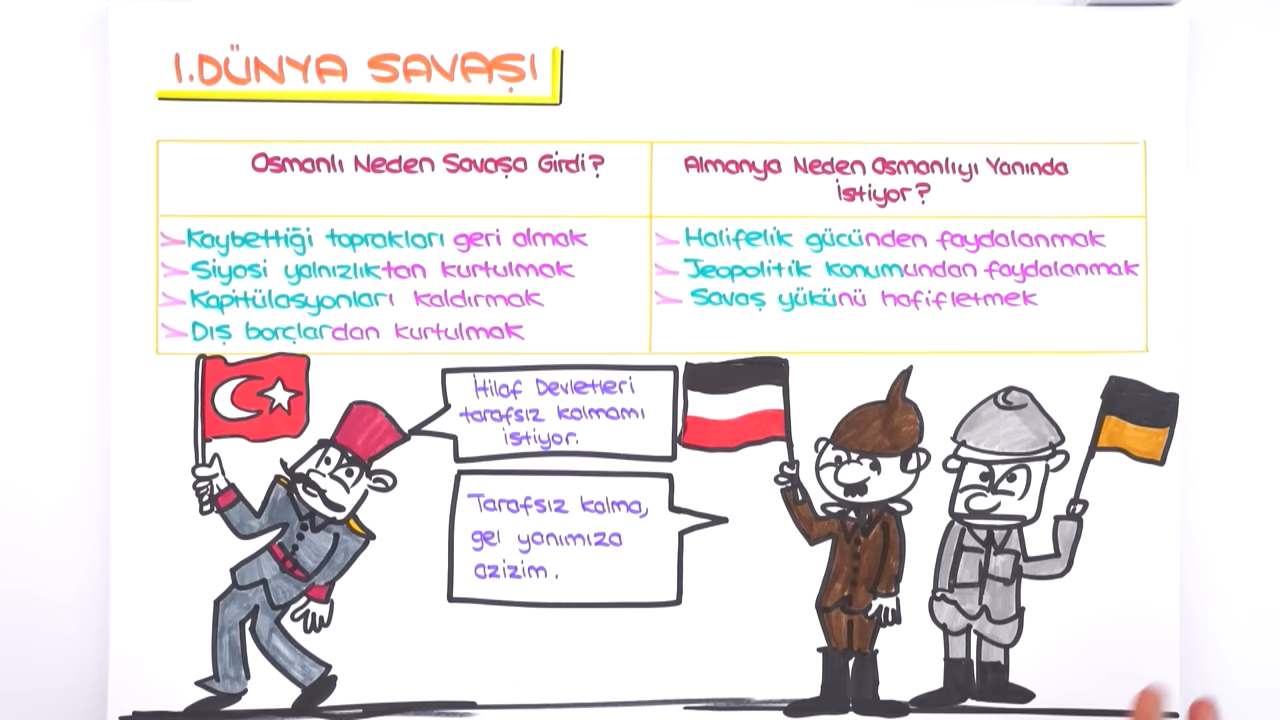 1.DÜNYA SAVAŞI
Osmanlı Neden Savaşa Girdi?
Kaybettiği toprakları geri almak
Siyasi yalnızlıktan kurtulmak
Kapitülasyonları kaldırmak
Dış borçlardan kurtulmak
Almanya Neden Osmanlıyı Yanında
İstiyor?
Halifelik gücünden faydalanmak
Jeopolitik konumundan faydalanmak
Savaş yükünü hafifletmek
İtilaf Devletleri
tarafsız kalmamı
istiyor.
Tarafsız kalma,
gel yanımıza
azizim.